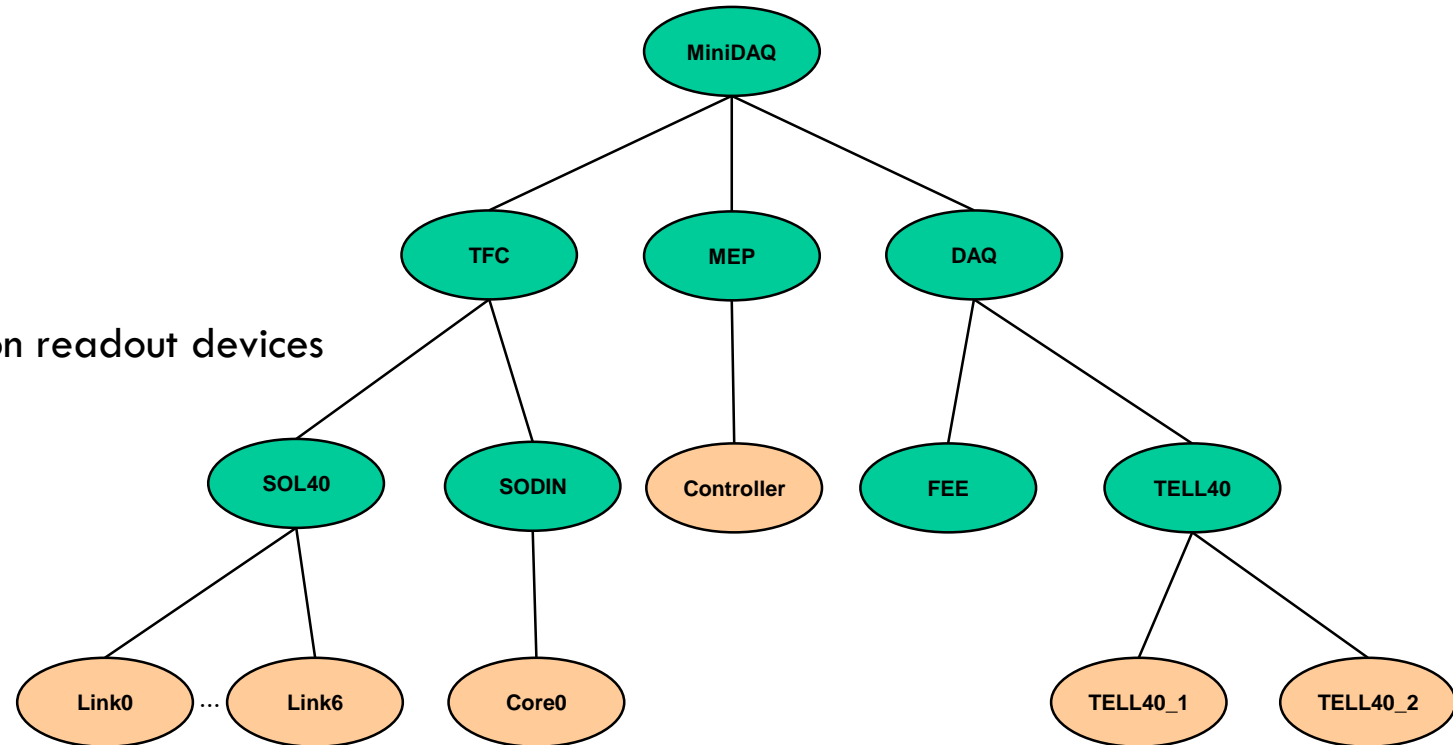 MiniDAQ
TFC
MEP
DAQ
on readout devices
SOL40
SODIN
Controller
FEE
TELL40
Link0
...
Link6
Core0
TELL40_1
TELL40_2